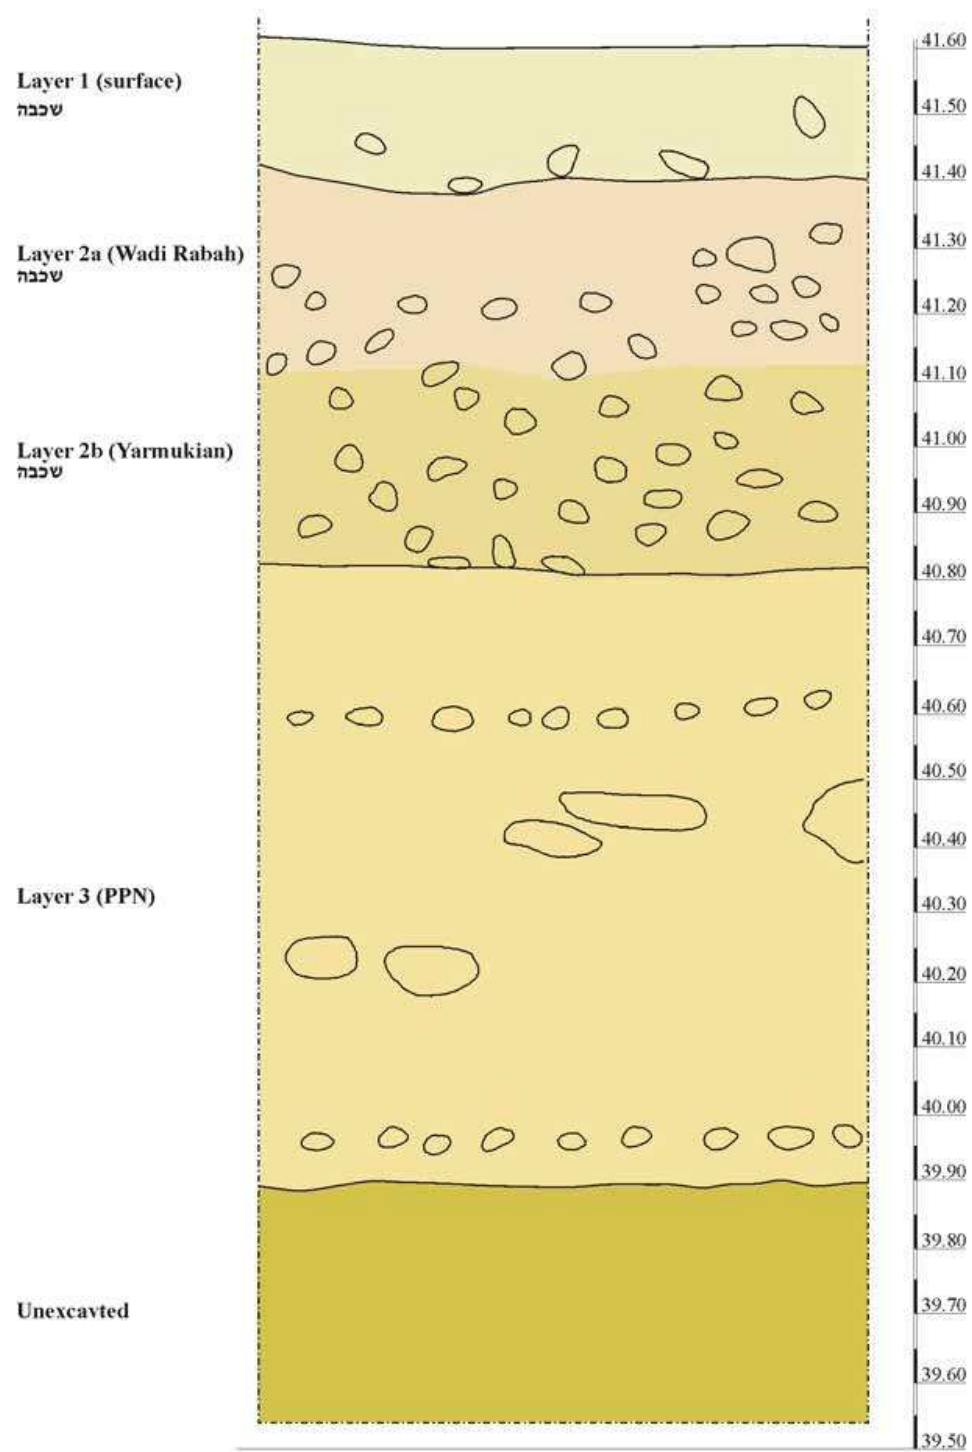 Layer 1 (surface)
שכבה
Layer 2a (Wadi Rabah)
שכבה
Layer 2b (Yarmukian)
שכבה
Layer 3 (PPN)
Unexcavted
41.60
41.50
41.40
41.30
41.20
41.10
41.00
40.90
40.80
40.70
40.60
40.50
40.40
40.30
40.20
40.10
40.00
39.90
39.80
39.70
39.60
39.50